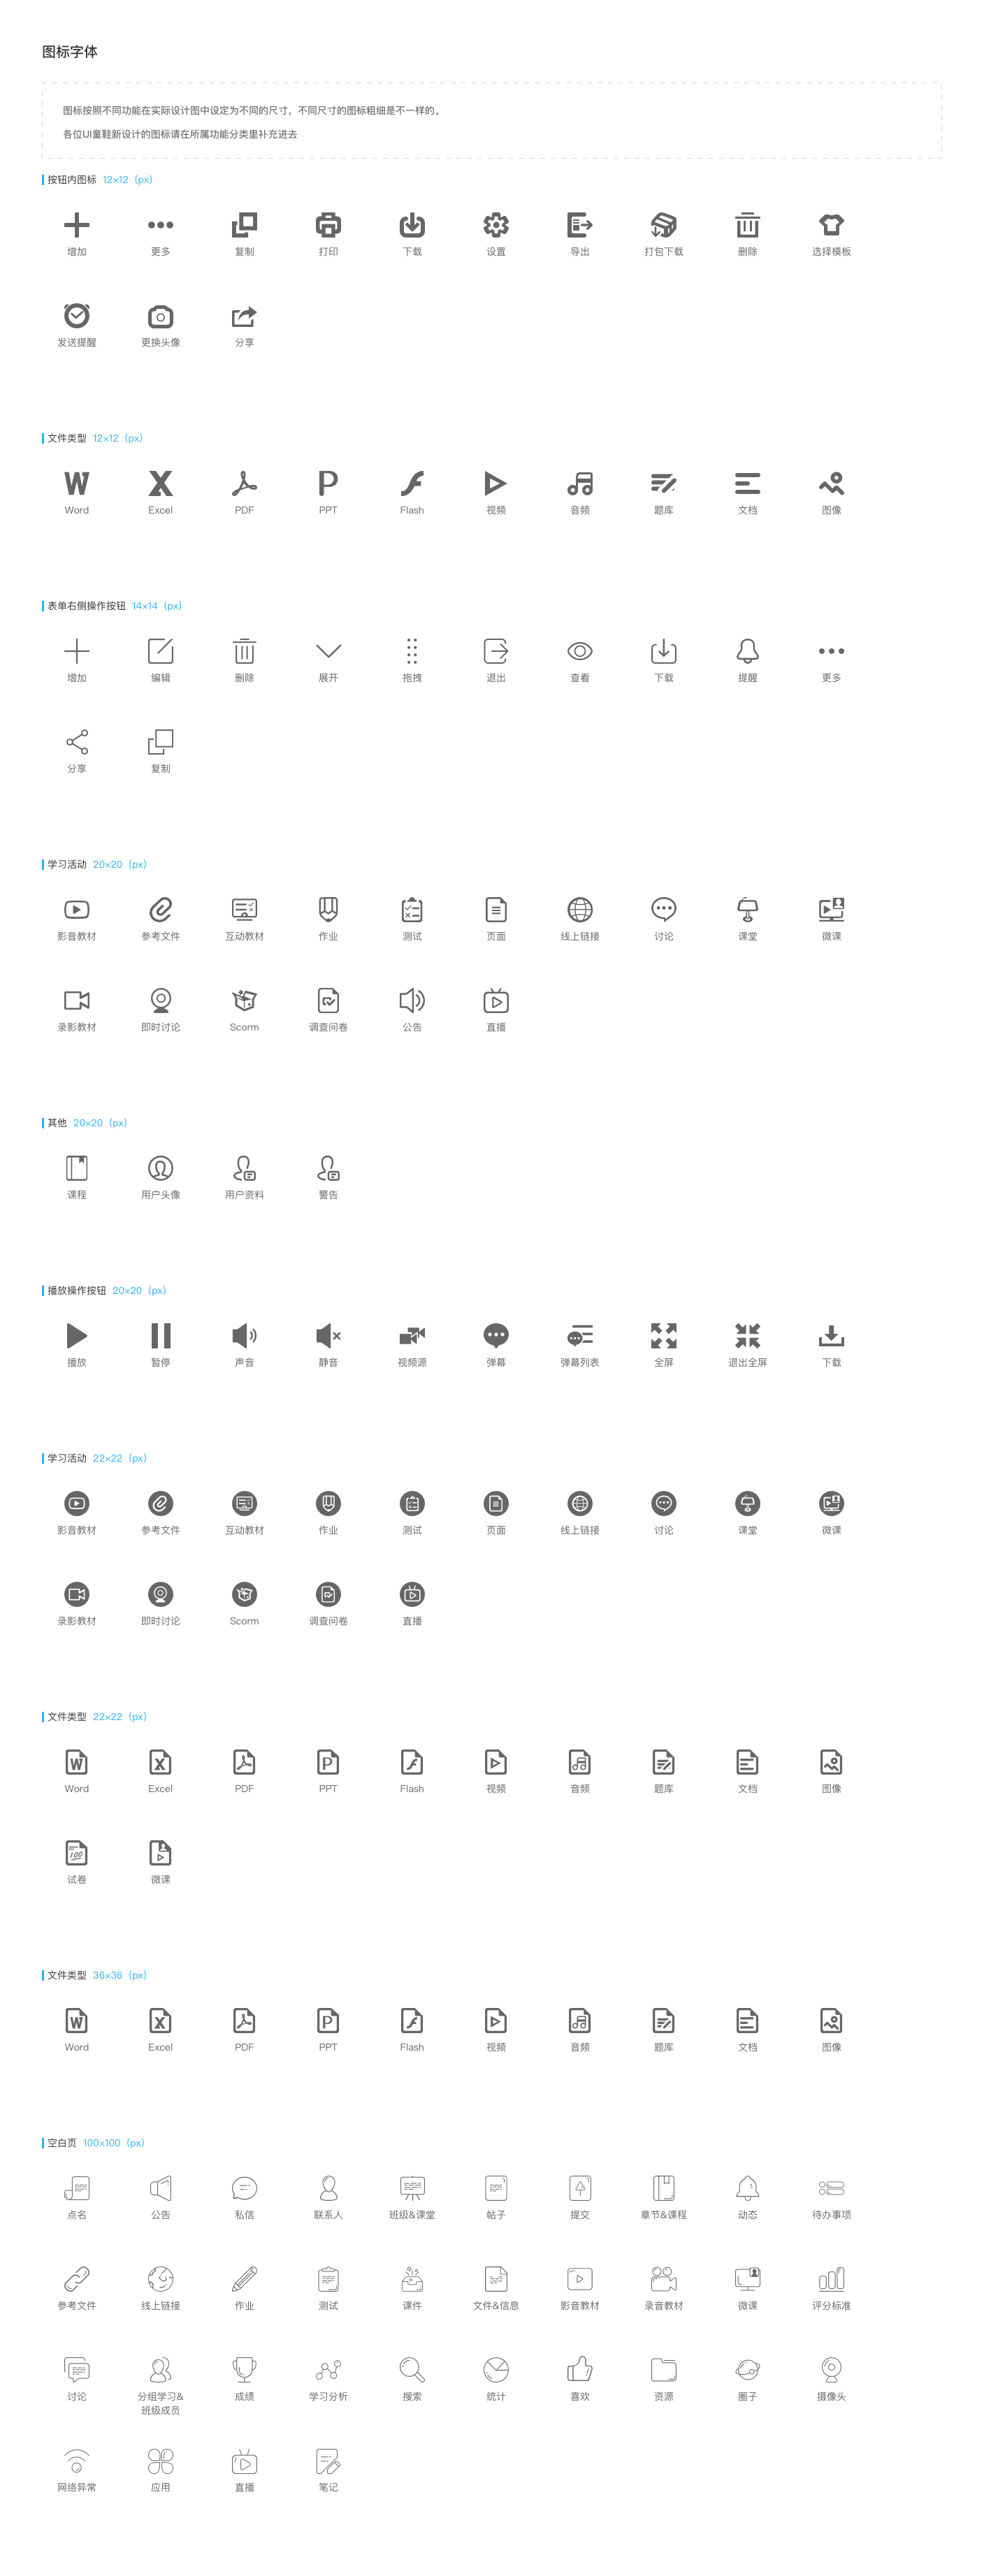 图标字体
图标按照不同功能在实际设计图中设定为不同的尺寸，不同尺寸的图标粗细是不一样的。
各位UI童鞋新设计的图标请在所属功能分类里补充进去
按钮内图标 12×12（px）
增加 更多 复制 打印 下载 设置 导出 打包下载 删除 选择模板
发送提醒 更换头像 分享
文件类型 12×12（px）
Word Excel PDF PPT Flash 视频 音频 题库 文档 图像
表单右侧操作按钮 14×14（px）
增加 编辑 删除 展开 拖拽 退出 查看 下载 提醒 更多
分享 复制
学习活动 20×20（px）
影音教材 参考文件 互动教材 作业 测试 页面 线上链接 讨论 课堂 微课
录影教材 即时讨论 Scorm 调查问卷 公告 直播
其他 20×20（px）
课程 用户头像 用户资料 警告
播放操作按钮 20×20（px）
播放 暂停 声音 静音 视频源 弹幕 弹幕列表 全屏 退出全屏 下载
学习活动 22×22（px）
影音教材 参考文件 互动教材 作业 测试 页面 线上链接 讨论 课堂 微课
录影教材 即时讨论 Scorm 调查问卷 直播
文件类型 22×22（px）
Word Excel PDF PPT Flash 视频 音频 题库 文档 图像
试卷 微课
文件类型 36×36（px）
Word Excel PDF PPT Flash 视频 音频 题库 文档 图像
空白页 100×100（px）
点名 公告 私信 联系人 班级&课堂 帖子 提交 章节&课程 动态 待办事项
参考文件 线上链接 作业 测试 课件 文件&信息 影音教材 录音教材 微课 评分标准
讨论 分组学习& 成绩 学习分析 搜索 统计 喜欢 资源 圈子 摄像头
班级成员
网络异常 应用 直播 笔记